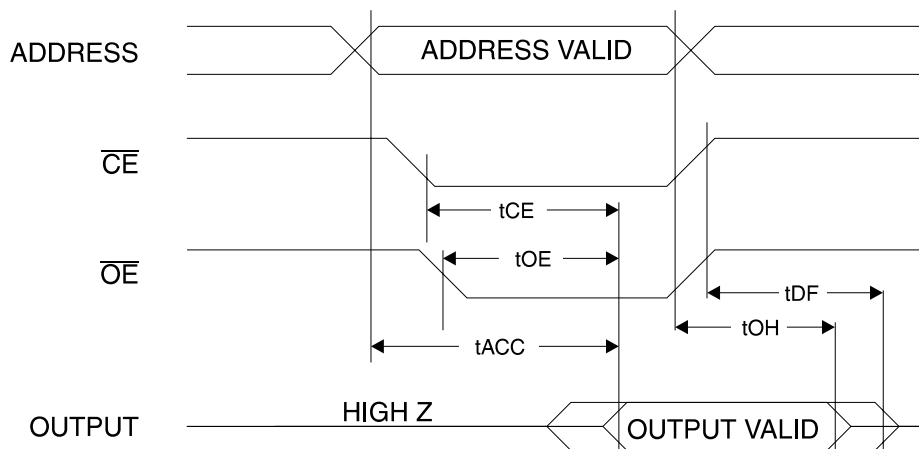 ADDRESS
ADDRESS VALID
CE
tCE
OE
tOE
tDF
tOH
tACC
HIGH Z
OUTPUT
OUTPUT VALID